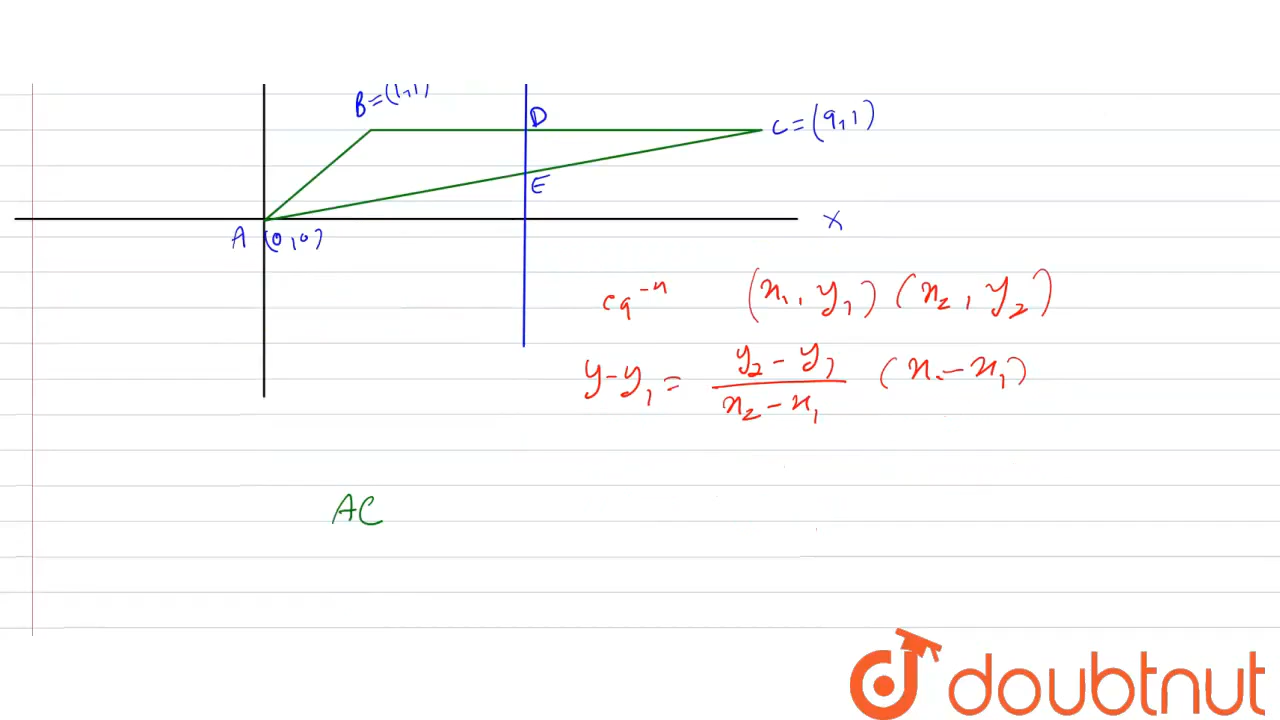 B=(1,1)
D
C=(9,1)
E
A (0,0)
X
eq⁻ⁿ (x₁, y₁) (x₂, y₂)
y-y₁ = y₂-y₁ / x₂-x₁ (x-x₁)
AC
doubtnut